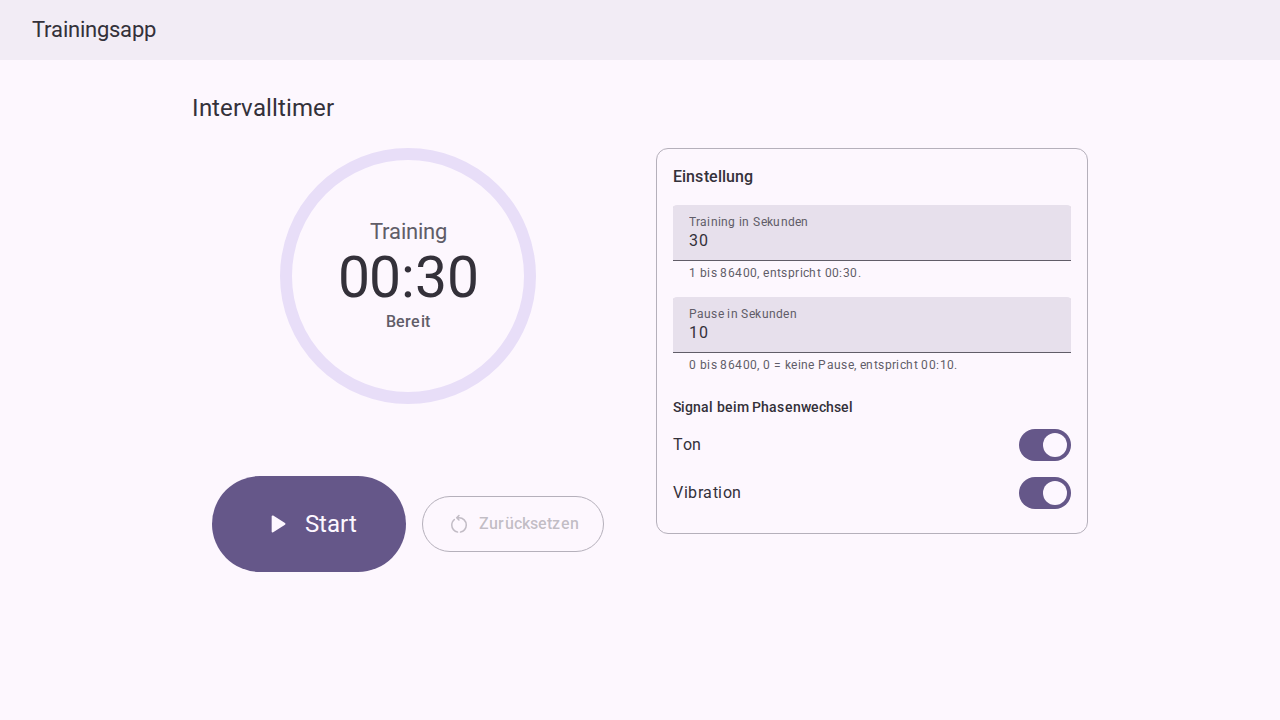 Trainingsapp
Intervalltimer
Training
00:30
Bereit
Start
Zurücksetzen
Einstellung
Training in Sekunden
30
1 bis 86400, entspricht 00:30.
Pause in Sekunden
10
0 bis 86400, 0 = keine Pause, entspricht 00:10.
Signal beim Phasenwechsel
Ton
Vibration